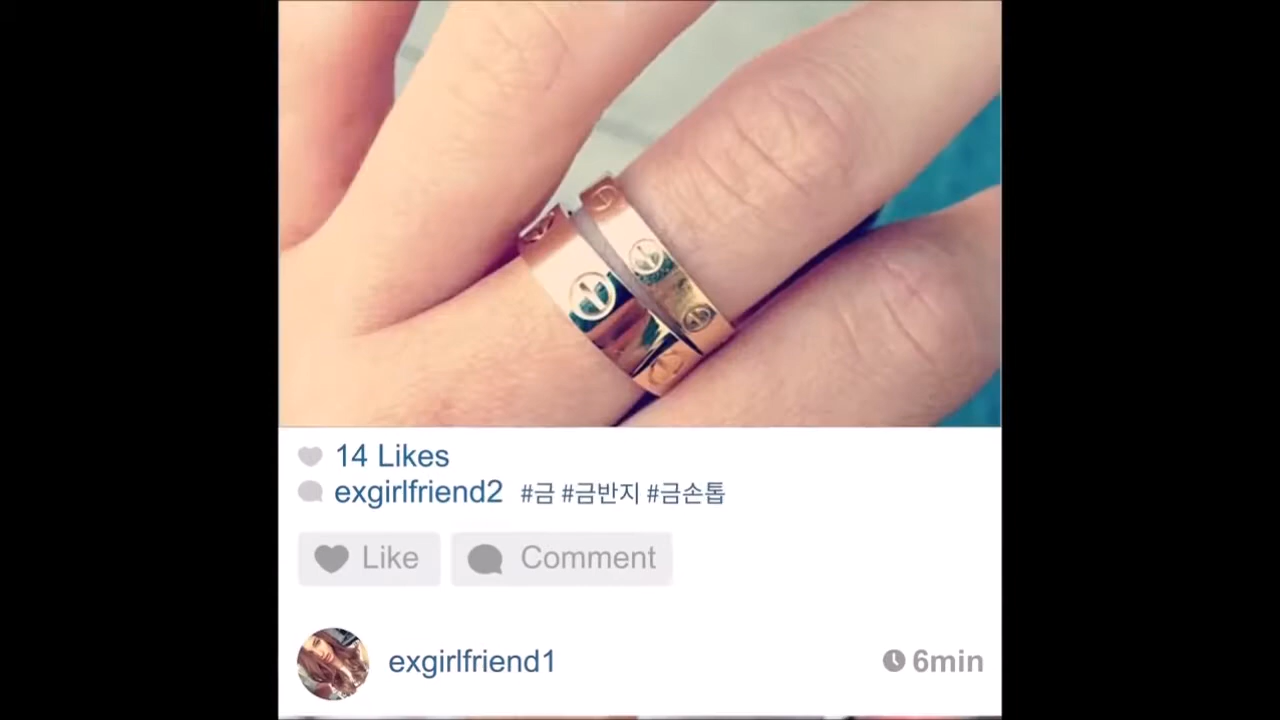 14 Likes
exgirlfriend2 #금 #금반지 #금손톱
Like Comment
exgirlfriend1 6min